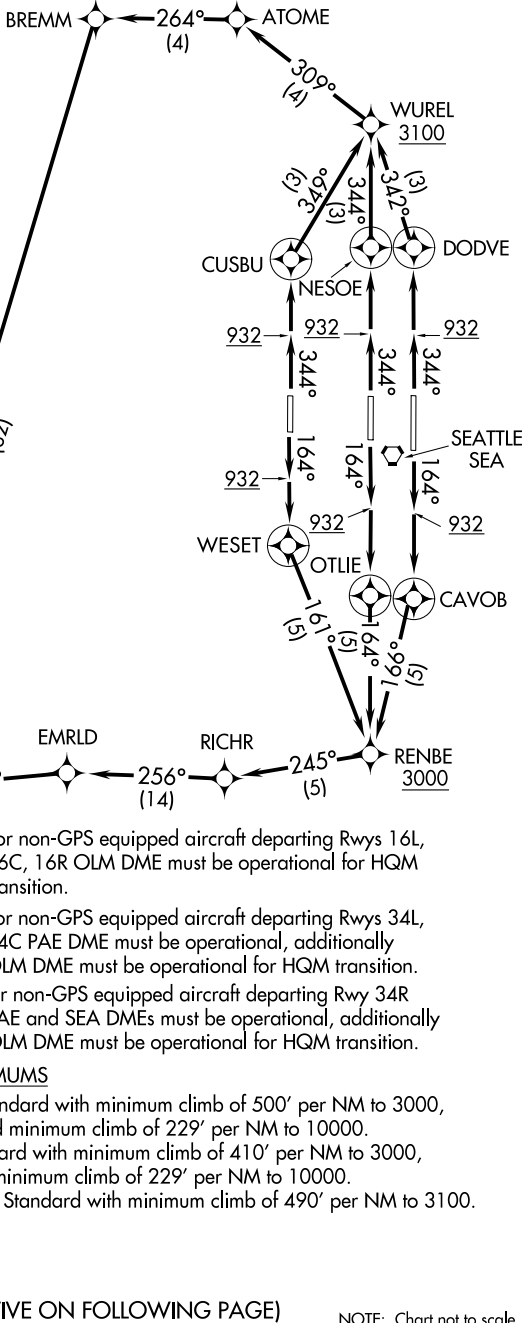 BREMM
264°
(4)
ATOME
309°
(4)
WUREL
3100
(3)
349°
(3)
344°
342°
(3)
CUSBU
NESOE
DODVE
932
932
932
344°
344°
344°
SEATTLE
SEA
164°
164°
164°
932
932
932
WESET
OTLIE
CAVOB
161°
(5)
(5)
164°
166°
(5)
EMRLD
RICHR
256°
(14)
245°
(5)
RENBE
3000
or non-GPS equipped aircraft departing Rwys 16L,
6C, 16R OLM DME must be operational for HQM
ansition.
or non-GPS equipped aircraft departing Rwys 34L,
4C PAE DME must be operational, additionally
OLM DME must be operational for HQM transition.
r non-GPS equipped aircraft departing Rwy 34R
AE and SEA DMEs must be operational, additionally
OLM DME must be operational for HQM transition.
MUMS
ndard with minimum climb of 500' per NM to 3000,
d minimum climb of 229' per NM to 10000.
ard with minimum climb of 410' per NM to 3000,
minimum climb of 229' per NM to 10000.
Standard with minimum climb of 490' per NM to 3100.
TIVE ON FOLLOWING PAGE)
NOTE: Chart not to scale